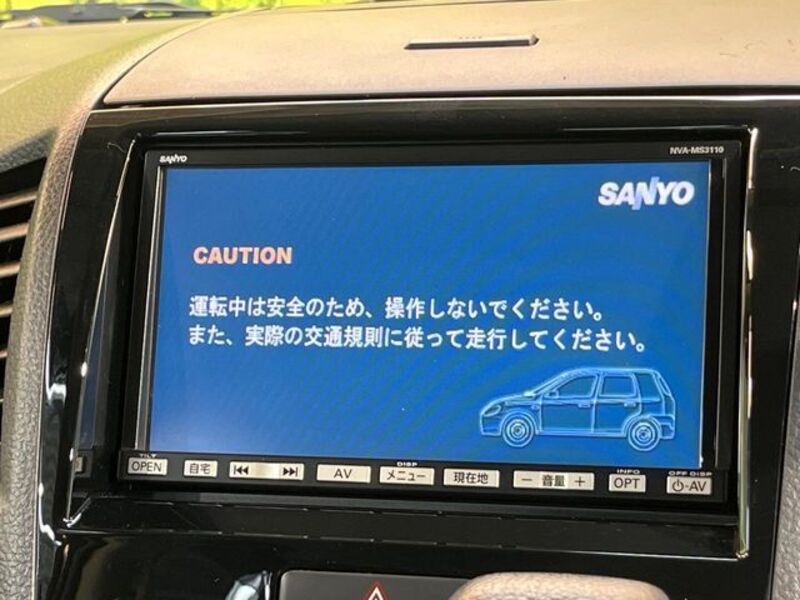 SANYO NVA-MS3110
SANYO
CAUTION
運転中は安全のため、操作しないでください。
また、実際の交通規則に従って走行してください。
TILT DISP INFO OFF DISP
OPEN 自宅 AV メニュー 現在地 − 音量 + OPT ⏻-AV